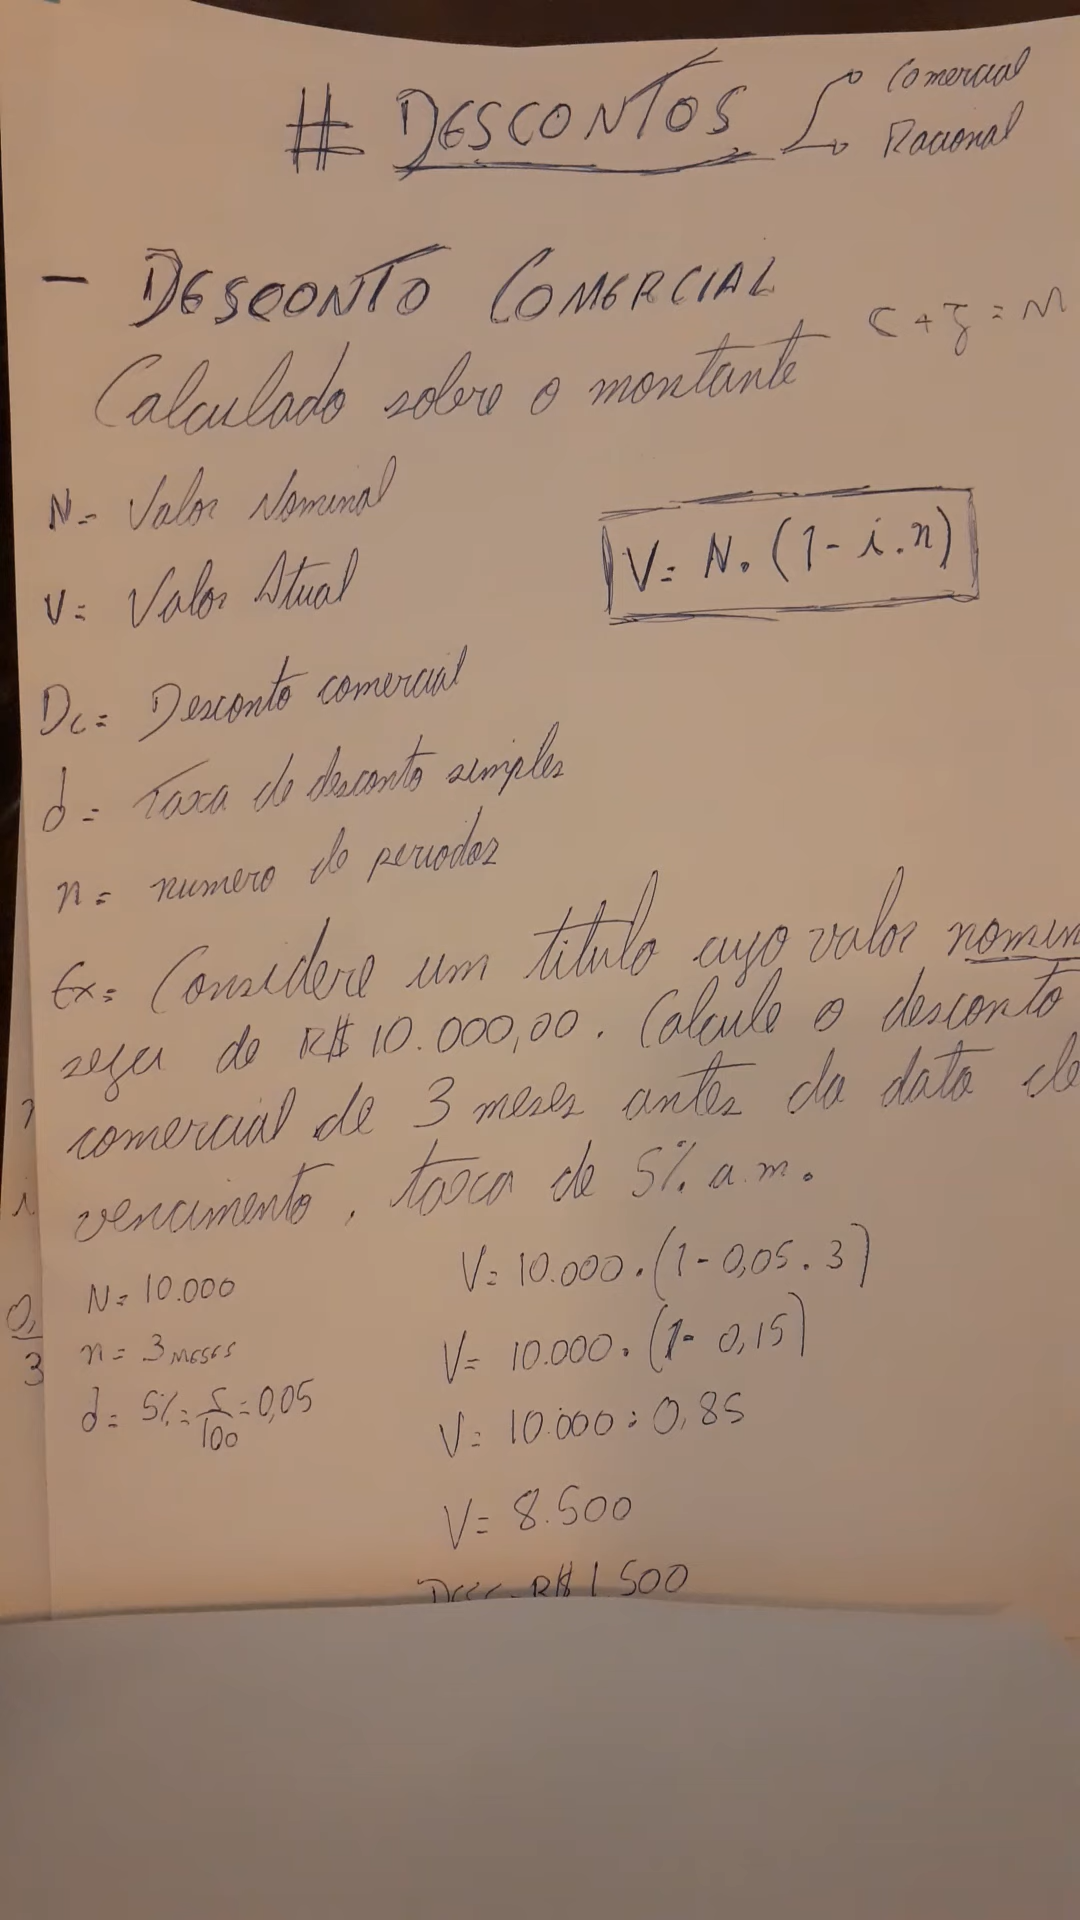 # DESCONTOS
Comercial
Racional
- DESCONTO COMERCIAL
C + J = M
Calculado sobre o montante
N= Valor Nominal
V= N. (1- i.n)
V= Valor Atual
Dc= Desconto comercial
d= Taxa de desconto simples
n= numero de periodos
Ex= Considere um titulo cujo valor nomin
seja de R$ 10.000,00. Calcule o desconto
comercial de 3 meses antes da data de
vencimento, taxa de 5% a.m.
N= 10.000
n= 3 MESES
d= 5%= 5/100 = 0,05
V= 10.000.(1-0,05.3)
V= 10.000.(1- 0,15)
V= 10.000 : 0,85
V= 8.500
R$ 1.500
i
0,
3